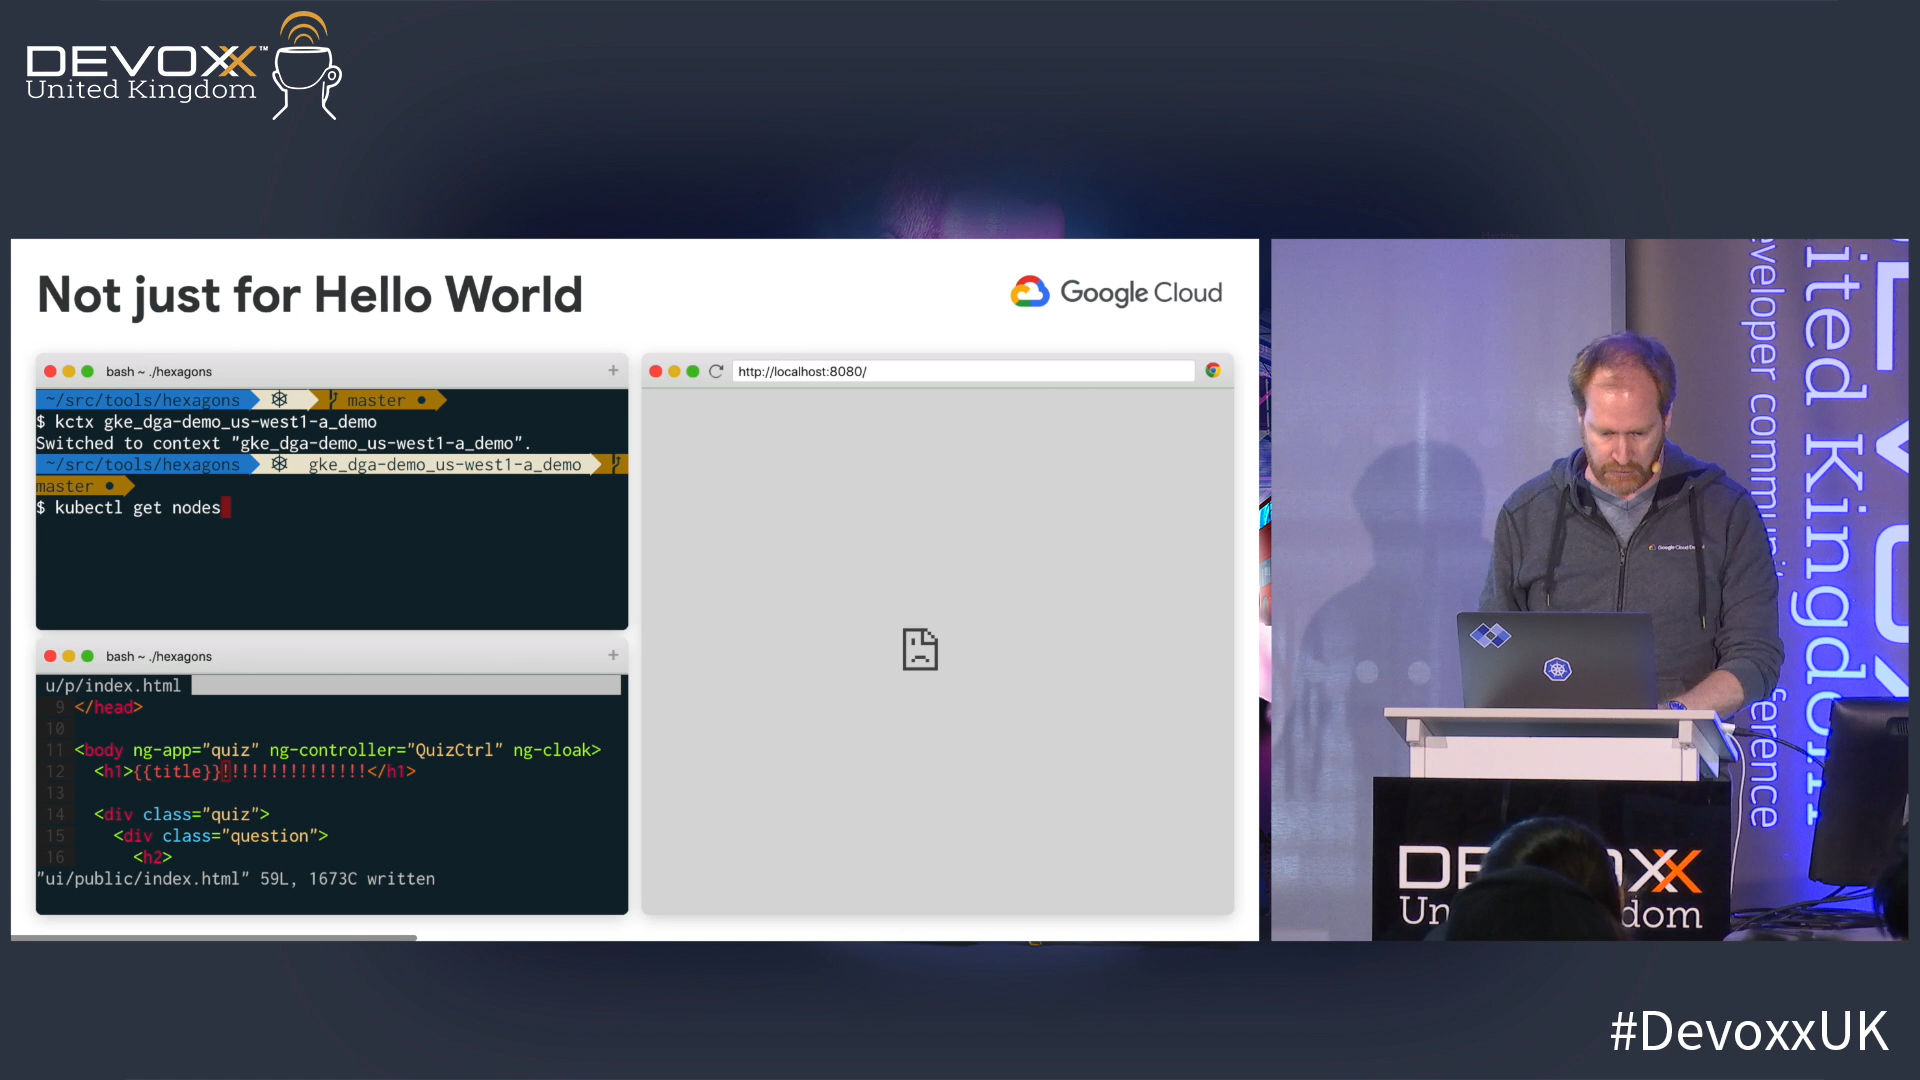 DEVOXX™
United Kingdom
Not just for Hello World
Google Cloud
bash ~ ./hexagons
~/src/tools/hexagons master ●
$ kctx gke_dga-demo_us-west1-a_demo
Switched to context "gke_dga-demo_us-west1-a_demo".
~/src/tools/hexagons gke_dga-demo_us-west1-a_demo
master ●
$ kubectl get nodes
bash ~ ./hexagons
u/p/index.html
9 </head>
10
11 <body ng-app="quiz" ng-controller="QuizCtrl" ng-cloak>
12 <h1>{{title}}!!!!!!!!!!!!!!!</h1>
13
14 <div class="quiz">
15 <div class="question">
16 <h2>
"ui/public/index.html" 59L, 1673C written
http://localhost:8080/
ited Kingdom
eveloper community
ference
DE XX
Un dom
#DevoxxUK